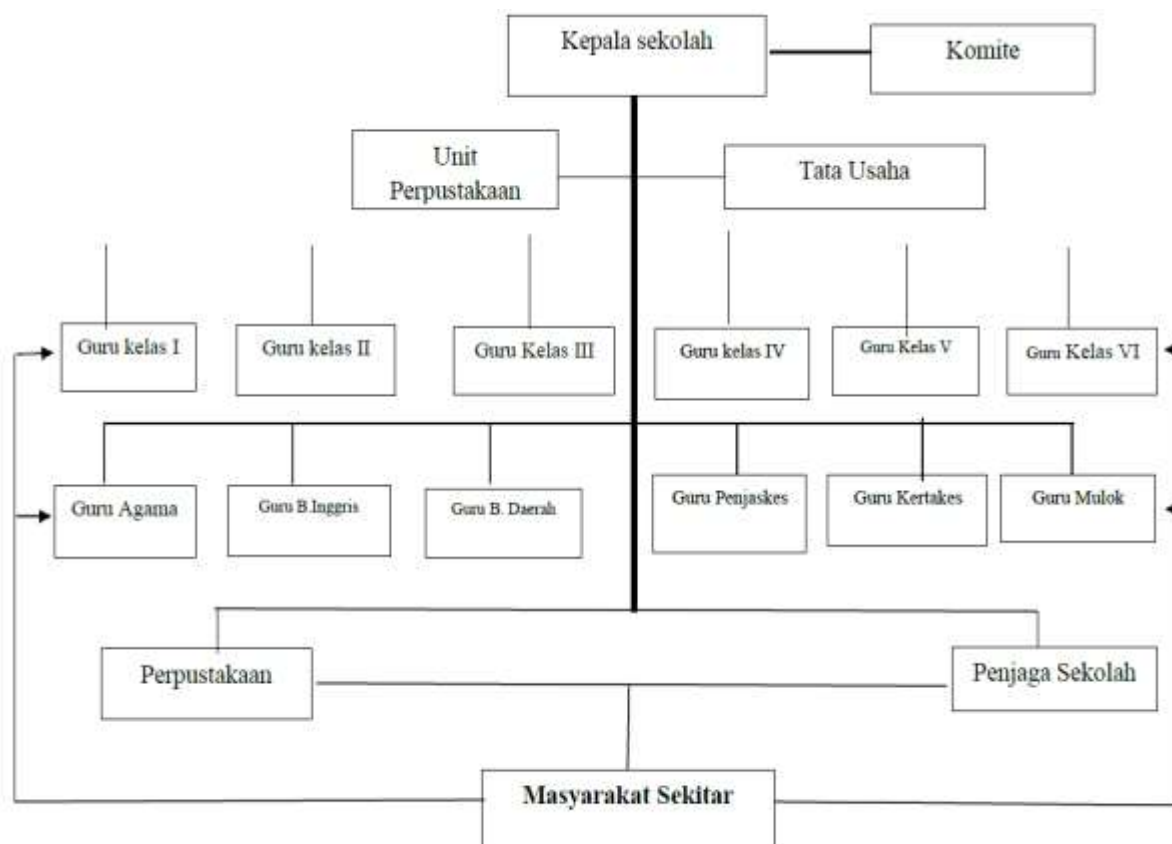 Kepala sekolah
Komite
Unit
Perpustakaan
Tata Usaha
Guru kelas I
Guru kelas II
Guru Kelas III
Guru kelas IV
Guru Kelas V
Guru Kelas VI
Guru Agama
Guru B.Inggris
Guru B. Daerah
Guru Penjaskes
Guru Kertakes
Guru Mulok
Perpustakaan
Penjaga Sekolah
Masyarakat Sekitar